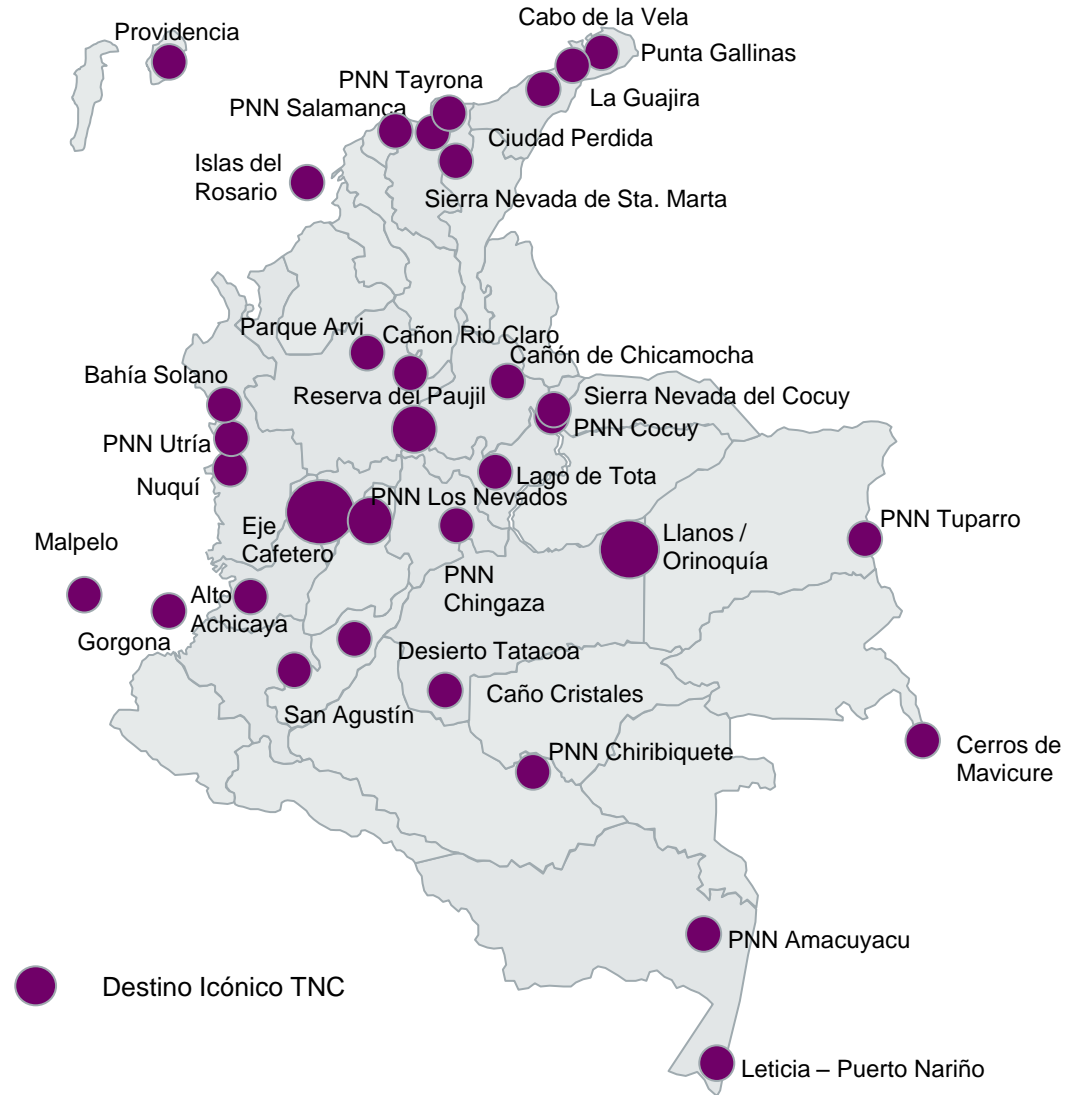 Cabo de la Vela
Providencia
Punta Gallinas
PNN Tayrona
La Guajira
PNN Salamanca
Ciudad Perdida
Islas del
Rosario
Sierra Nevada de Sta. Marta
Parque Arvi
Cañon Rio Claro
Cañón de Chicamocha
Bahía Solano
Reserva del Paujil
Sierra Nevada del Cocuy
PNN Cocuy
PNN Utría
Lago de Tota
Nuquí
PNN Los Nevados
Eje
Cafetero
Llanos /
Orinoquía
PNN Tuparro
Malpelo
PNN
Chingaza
Alto
Achicaya
Gorgona
Desierto Tatacoa
Caño Cristales
San Agustín
PNN Chiribiquete
Cerros de
Mavicure
PNN Amacuyacu
Destino Icónico TNC
Leticia – Puerto Nariño